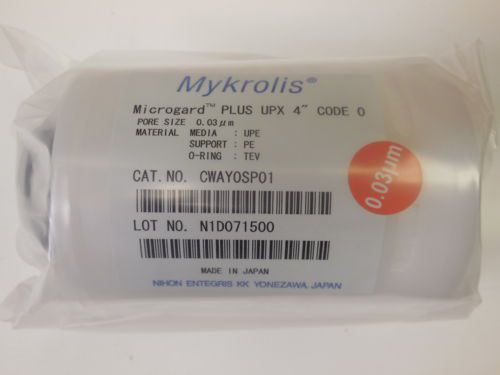 Mykrolis®
Microgard™ PLUS UPX 4″ CODE 0
PORE SIZE 0.03μm
MATERIAL MEDIA : UPE
SUPPORT : PE
O-RING : TEV
CAT.NO. CWAYOSP01
LOT NO. N1D071500
MADE IN JAPAN
NIHON ENTEGRIS KK YONEZAWA, JAPAN
0.03μm